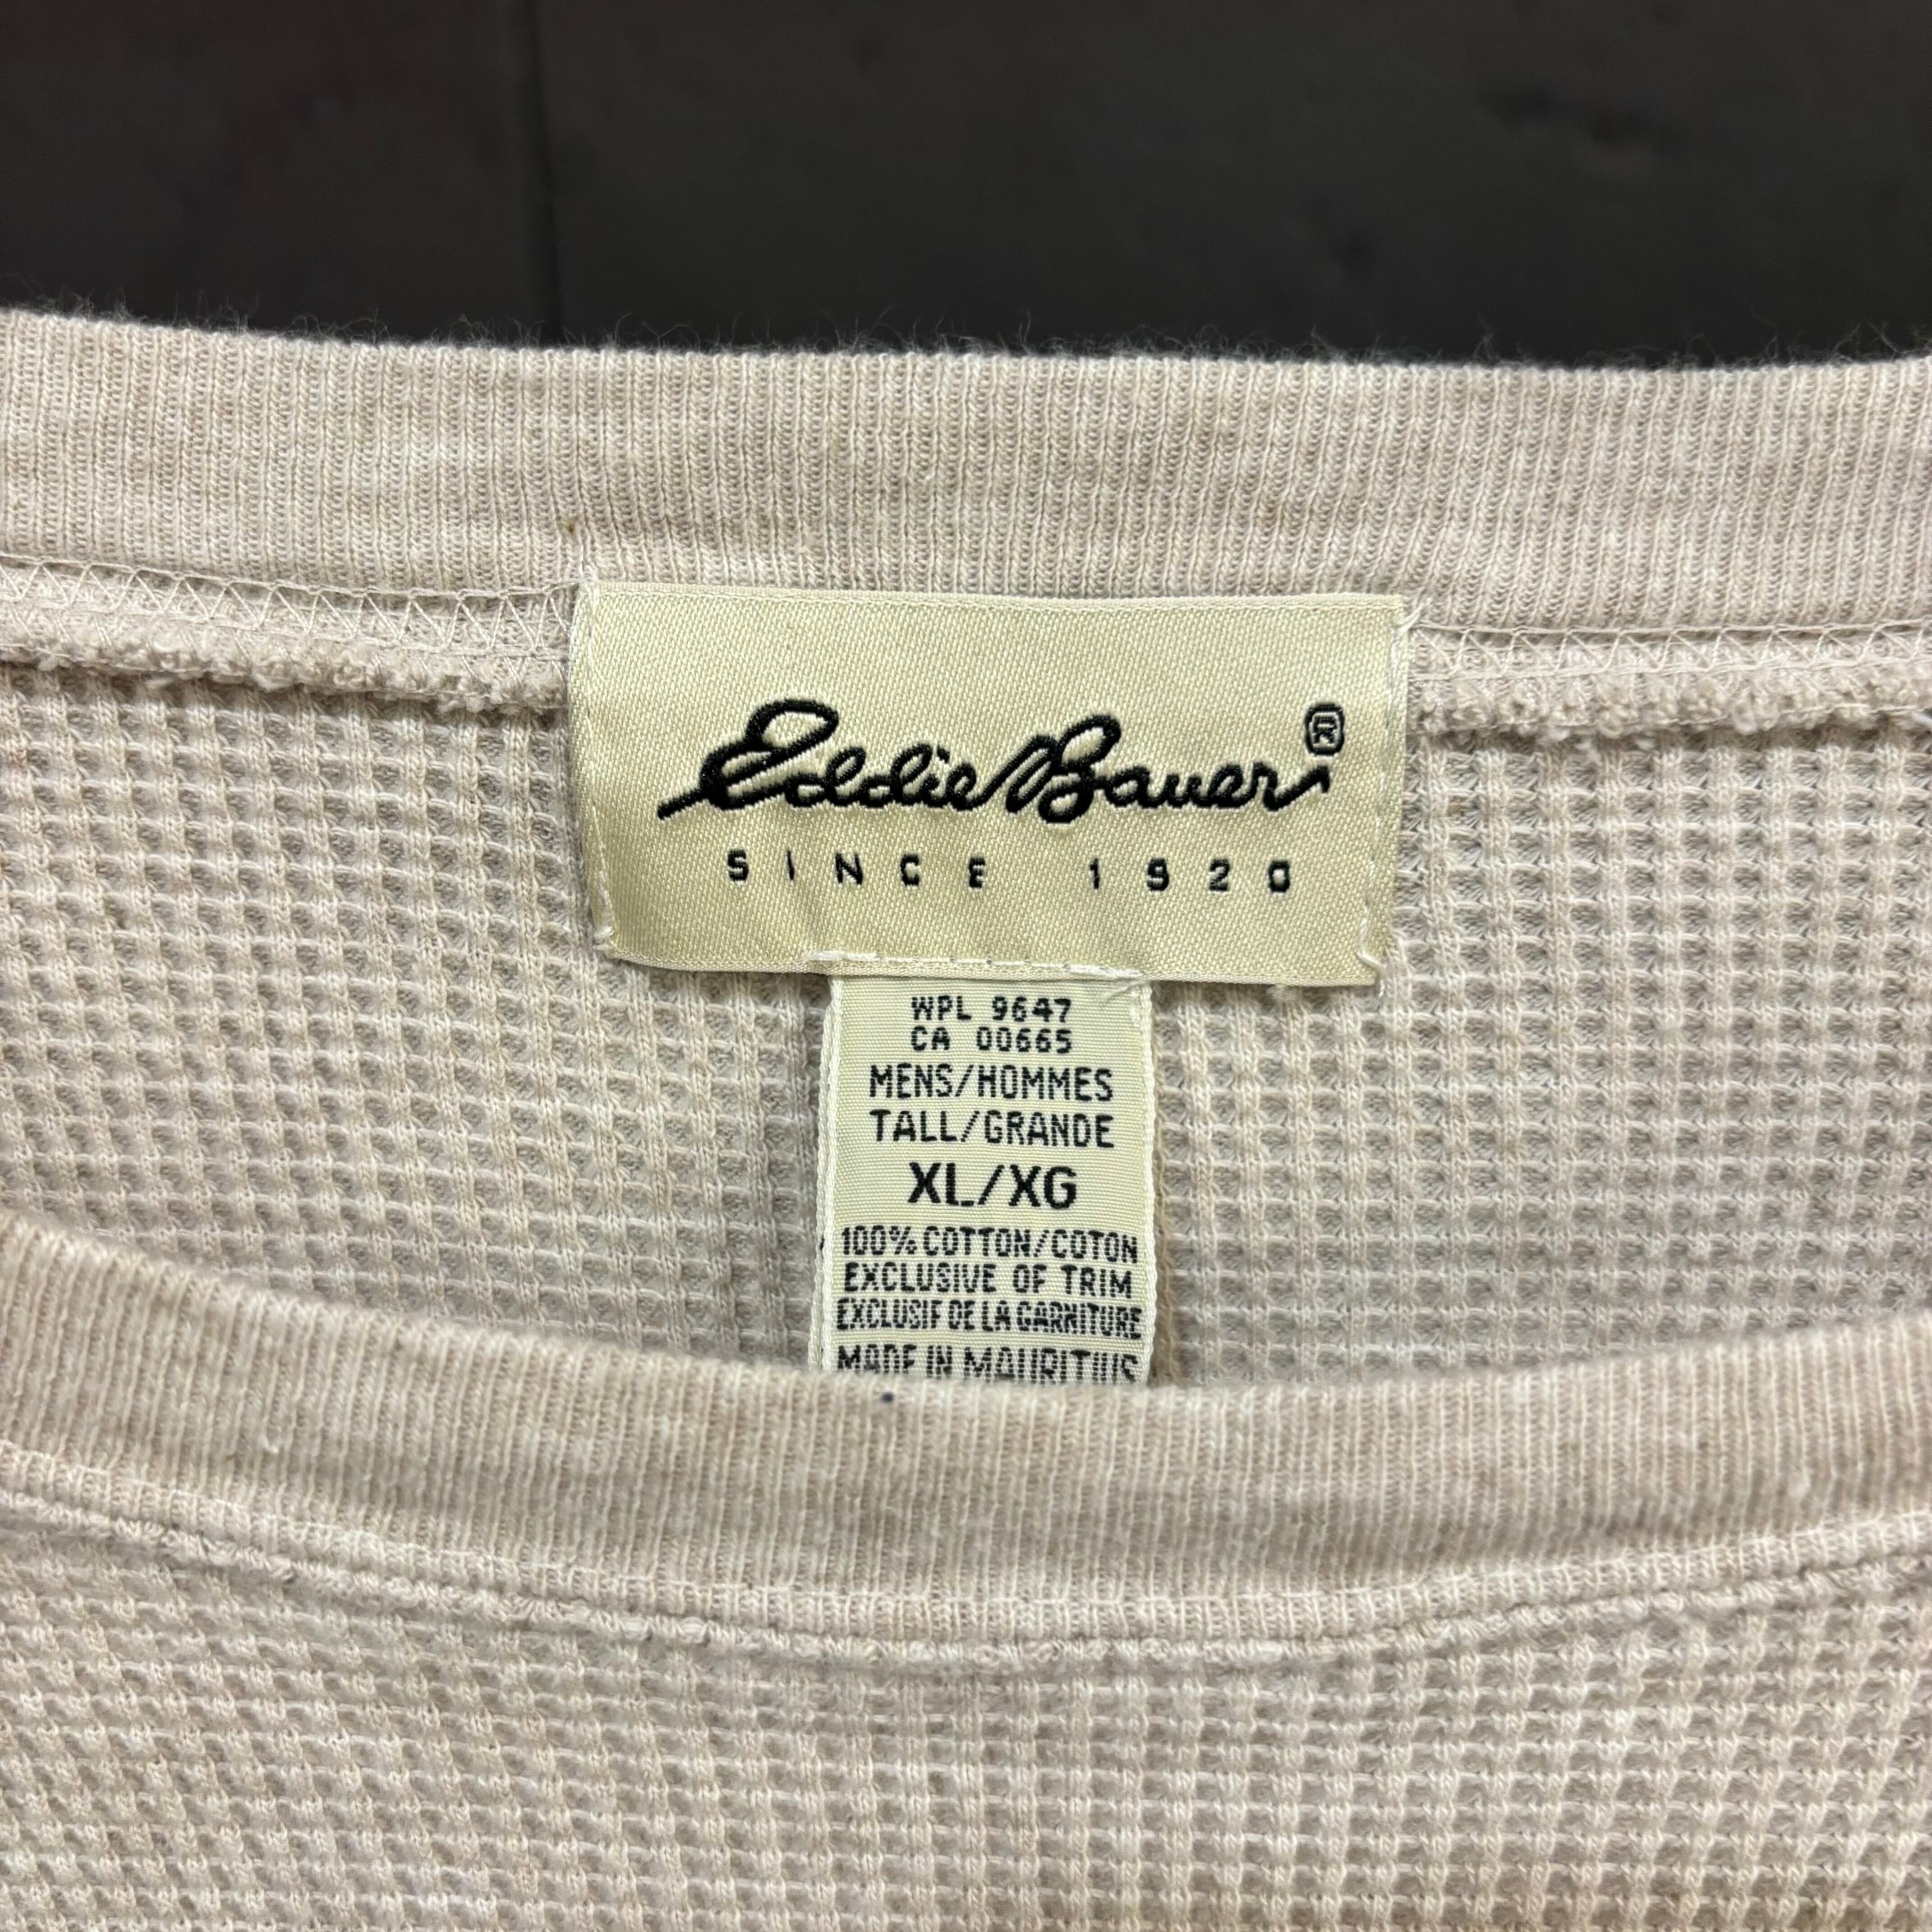 Eddie Bauer®
SINCE 1920
WPL 9647
CA 00665
MENS/HOMMES
TALL/GRANDE
XL/XG
100% COTTON/COTON
EXCLUSIVE OF TRIM
EXCLUSIF DE LA GARNITURE
MADE IN MAURITIUS